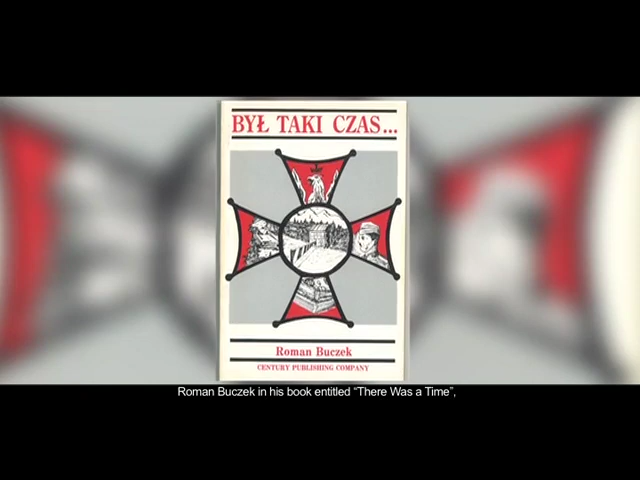 BYŁ TAKI CZAS...
Roman Buczek
CENTURY PUBLISHING COMPANY
Roman Buczek in his book entitled “There Was a Time”,